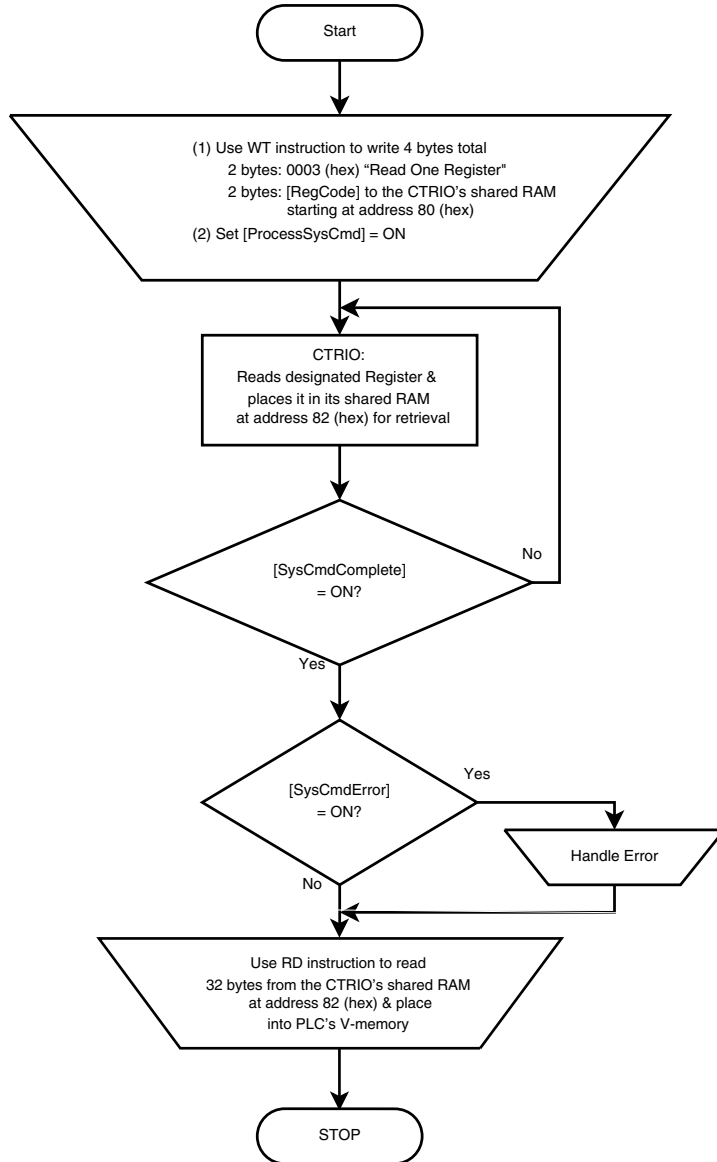 Start
(1) Use WT instruction to write 4 bytes total
2 bytes: 0003 (hex) “Read One Register"
2 bytes: [RegCode] to the CTRIO’s shared RAM
starting at address 80 (hex)
(2) Set [ProcessSysCmd] = ON
CTRIO:
Reads designated Register &
places it in its shared RAM
at address 82 (hex) for retrieval
No
[SysCmdComplete]
= ON?
Yes
Yes
[SysCmdError]
= ON?
Handle Error
No
Use RD instruction to read
32 bytes from the CTRIO’s shared RAM
at address 82 (hex) & place
into PLC’s V-memory
STOP